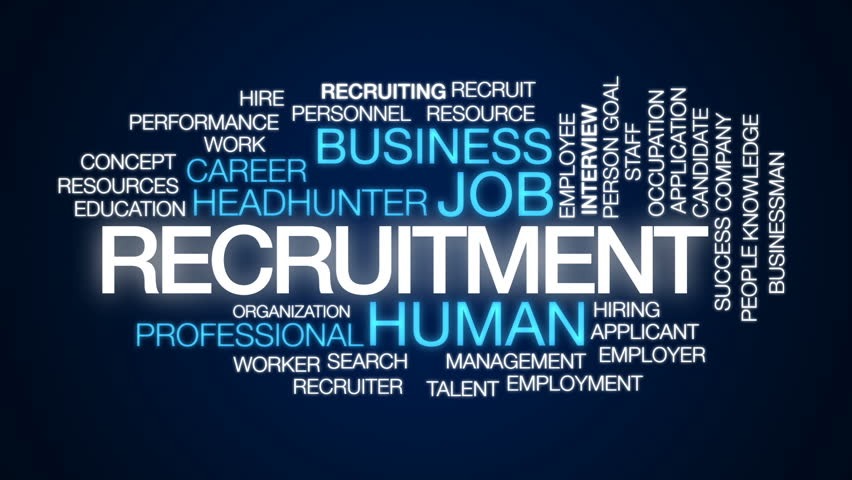 HIRE
RECRUITING RECRUIT
PERFORMANCE
PERSONNEL RESOURCE
WORK
BUSINESS
CONCEPT
CAREER
RESOURCES
HEADHUNTER
JOB
EDUCATION
EMPLOYEE
INTERVIEW
PERSON GOAL
STAFF
OCCUPATION
APPLICATION
CANDIDATE
SUCCESS COMPANY
PEOPLE KNOWLEDGE
BUSINESSMAN
RECRUITMENT
ORGANIZATION
HUMAN
HIRING
PROFESSIONAL
APPLICANT
WORKER
SEARCH
MANAGEMENT
EMPLOYER
RECRUITER
TALENT
EMPLOYMENT